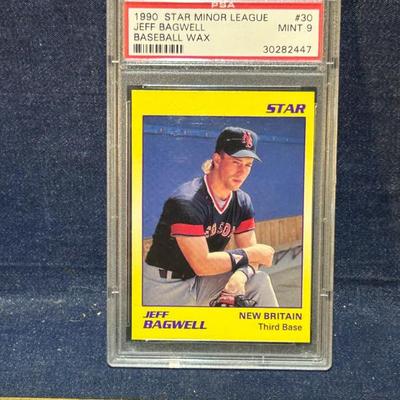 PSA
1990 STAR MINOR LEAGUE #30
JEFF BAGWELL MINT 9
BASEBALL WAX
30282447
STAR
JEFF
BAGWELL
NEW BRITAIN
Third Base